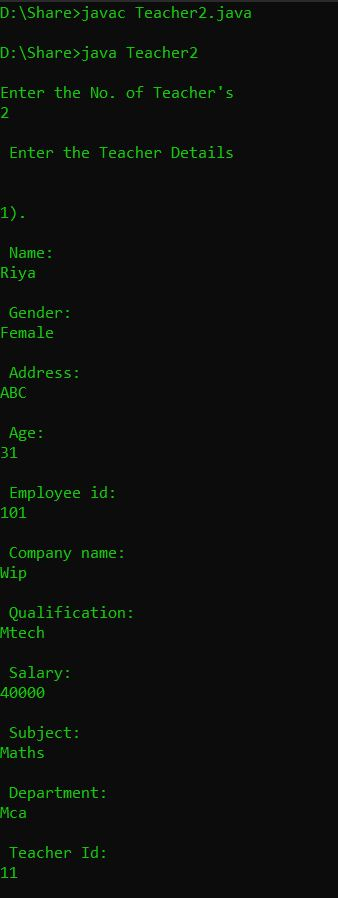 D:\Share>javac Teacher2.java
D:\Share>java Teacher2
Enter the No. of Teacher's
2
Enter the Teacher Details
1).
Name:
Riya
Gender:
Female
Address:
ABC
Age:
31
Employee id:
101
Company name:
Wip
Qualification:
Mtech
Salary:
40000
Subject:
Maths
Department:
Mca
Teacher Id:
11